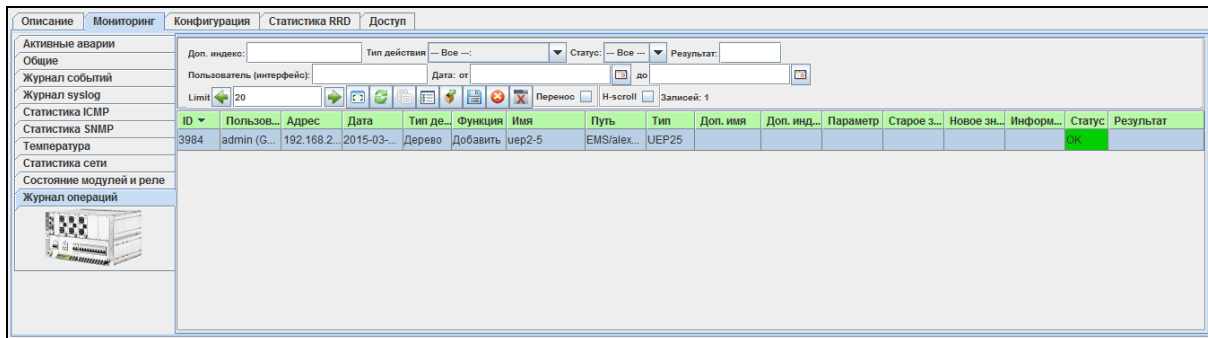 Описание Мониторинг Конфигурация Статистика RRD Доступ
Активные аварии
Общие
Журнал событий
Журнал syslog
Статистика ICMP
Статистика SNMP
Температура
Статистика сети
Состояние модулей и реле
Журнал операций
Доп. индекс: Тип действия --- Все ---: Статус: --- Все --- Результат:
Пользователь (интерфейс): Дата: от до
Limit 20 Перенос H-scroll Записей: 1
ID Пользов... Адрес Дата Тип де... Функция Имя Путь Тип Доп. имя Доп. инд... Параметр Старое з... Новое зн... Информ... Статус Результат
3984 admin (G... 192.168.2... 2015-03-... Дерево Добавить uep2-5 EMS/alex... UEP25 OK